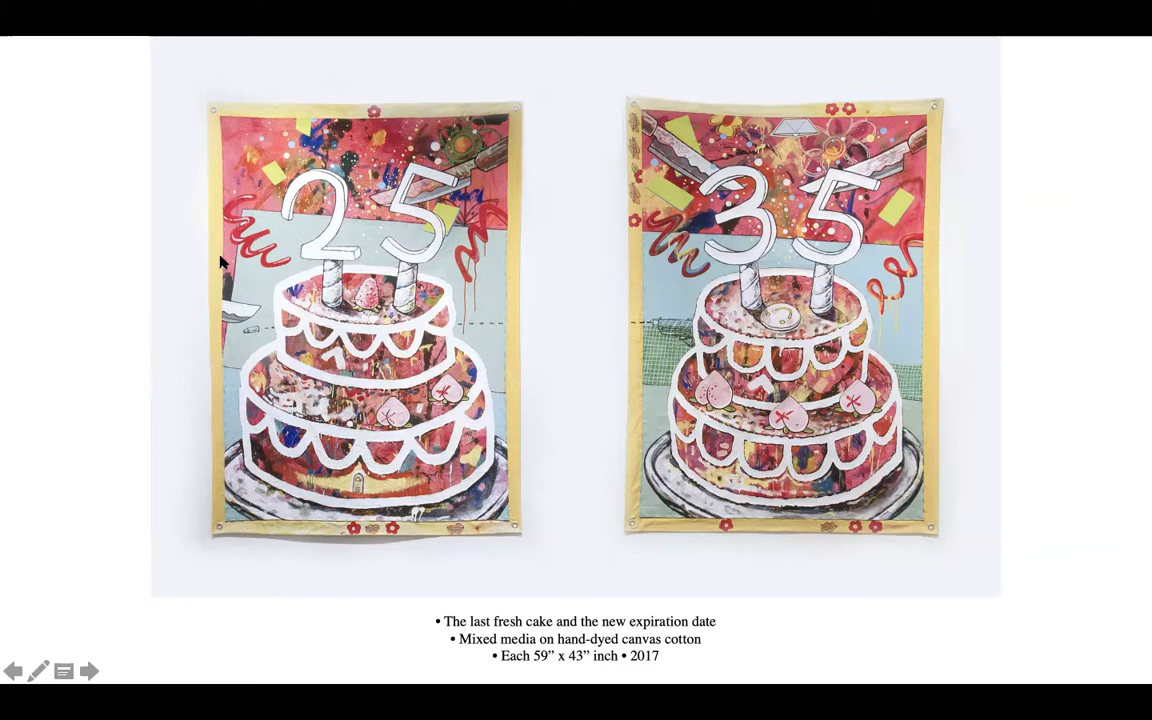 25
35
• The last fresh cake and the new expiration date
• Mixed media on hand-dyed canvas cotton
• Each 59” x 43” inch • 2017